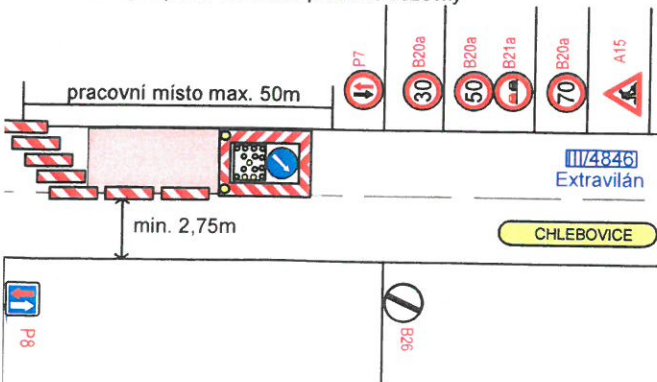 P7
B20a
B20a
B21a
B20a
A15
30
50
70
pracovní místo max. 50m
III/4846
Extravilán
min. 2,75m
CHLEBOVICE
P8
B26